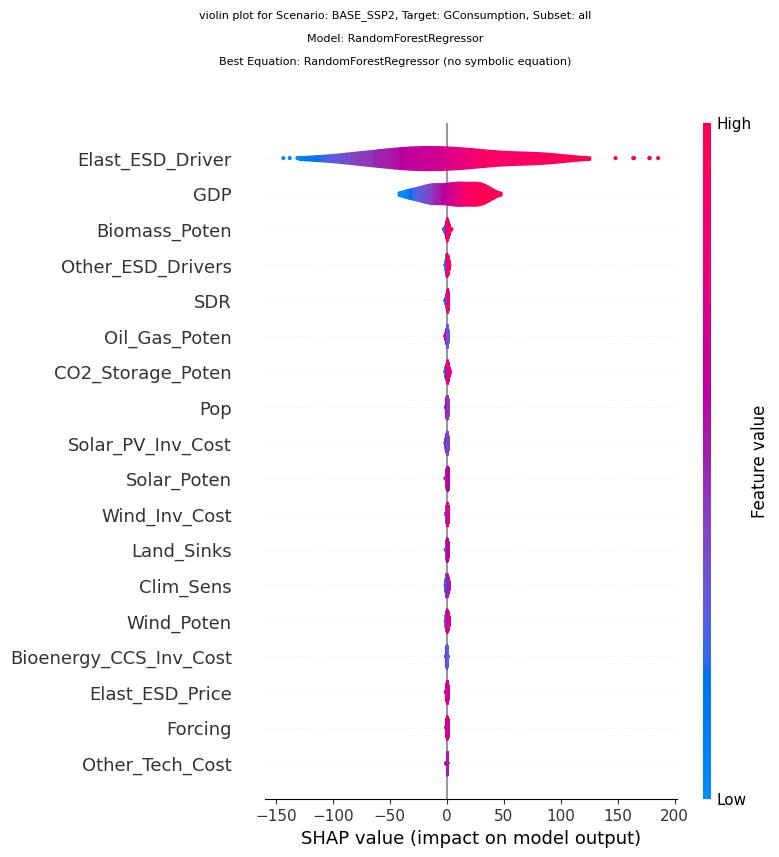 violin plot for Scenario: BASE_SSP2, Target: GConsumption, Subset: all
Model: RandomForestRegressor
Best Equation: RandomForestRegressor (no symbolic equation)
High
Elast_ESD_Driver
GDP
Biomass_Poten
Other_ESD_Drivers
SDR
Oil_Gas_Poten
CO2_Storage_Poten
Pop
Solar_PV_Inv_Cost
Solar_Poten
Wind_Inv_Cost
Land_Sinks
Clim_Sens
Wind_Poten
Bioenergy_CCS_Inv_Cost
Elast_ESD_Price
Forcing
Other_Tech_Cost
Feature value
Low
−150 −100 −50 0 50 100 150 200
SHAP value (impact on model output)